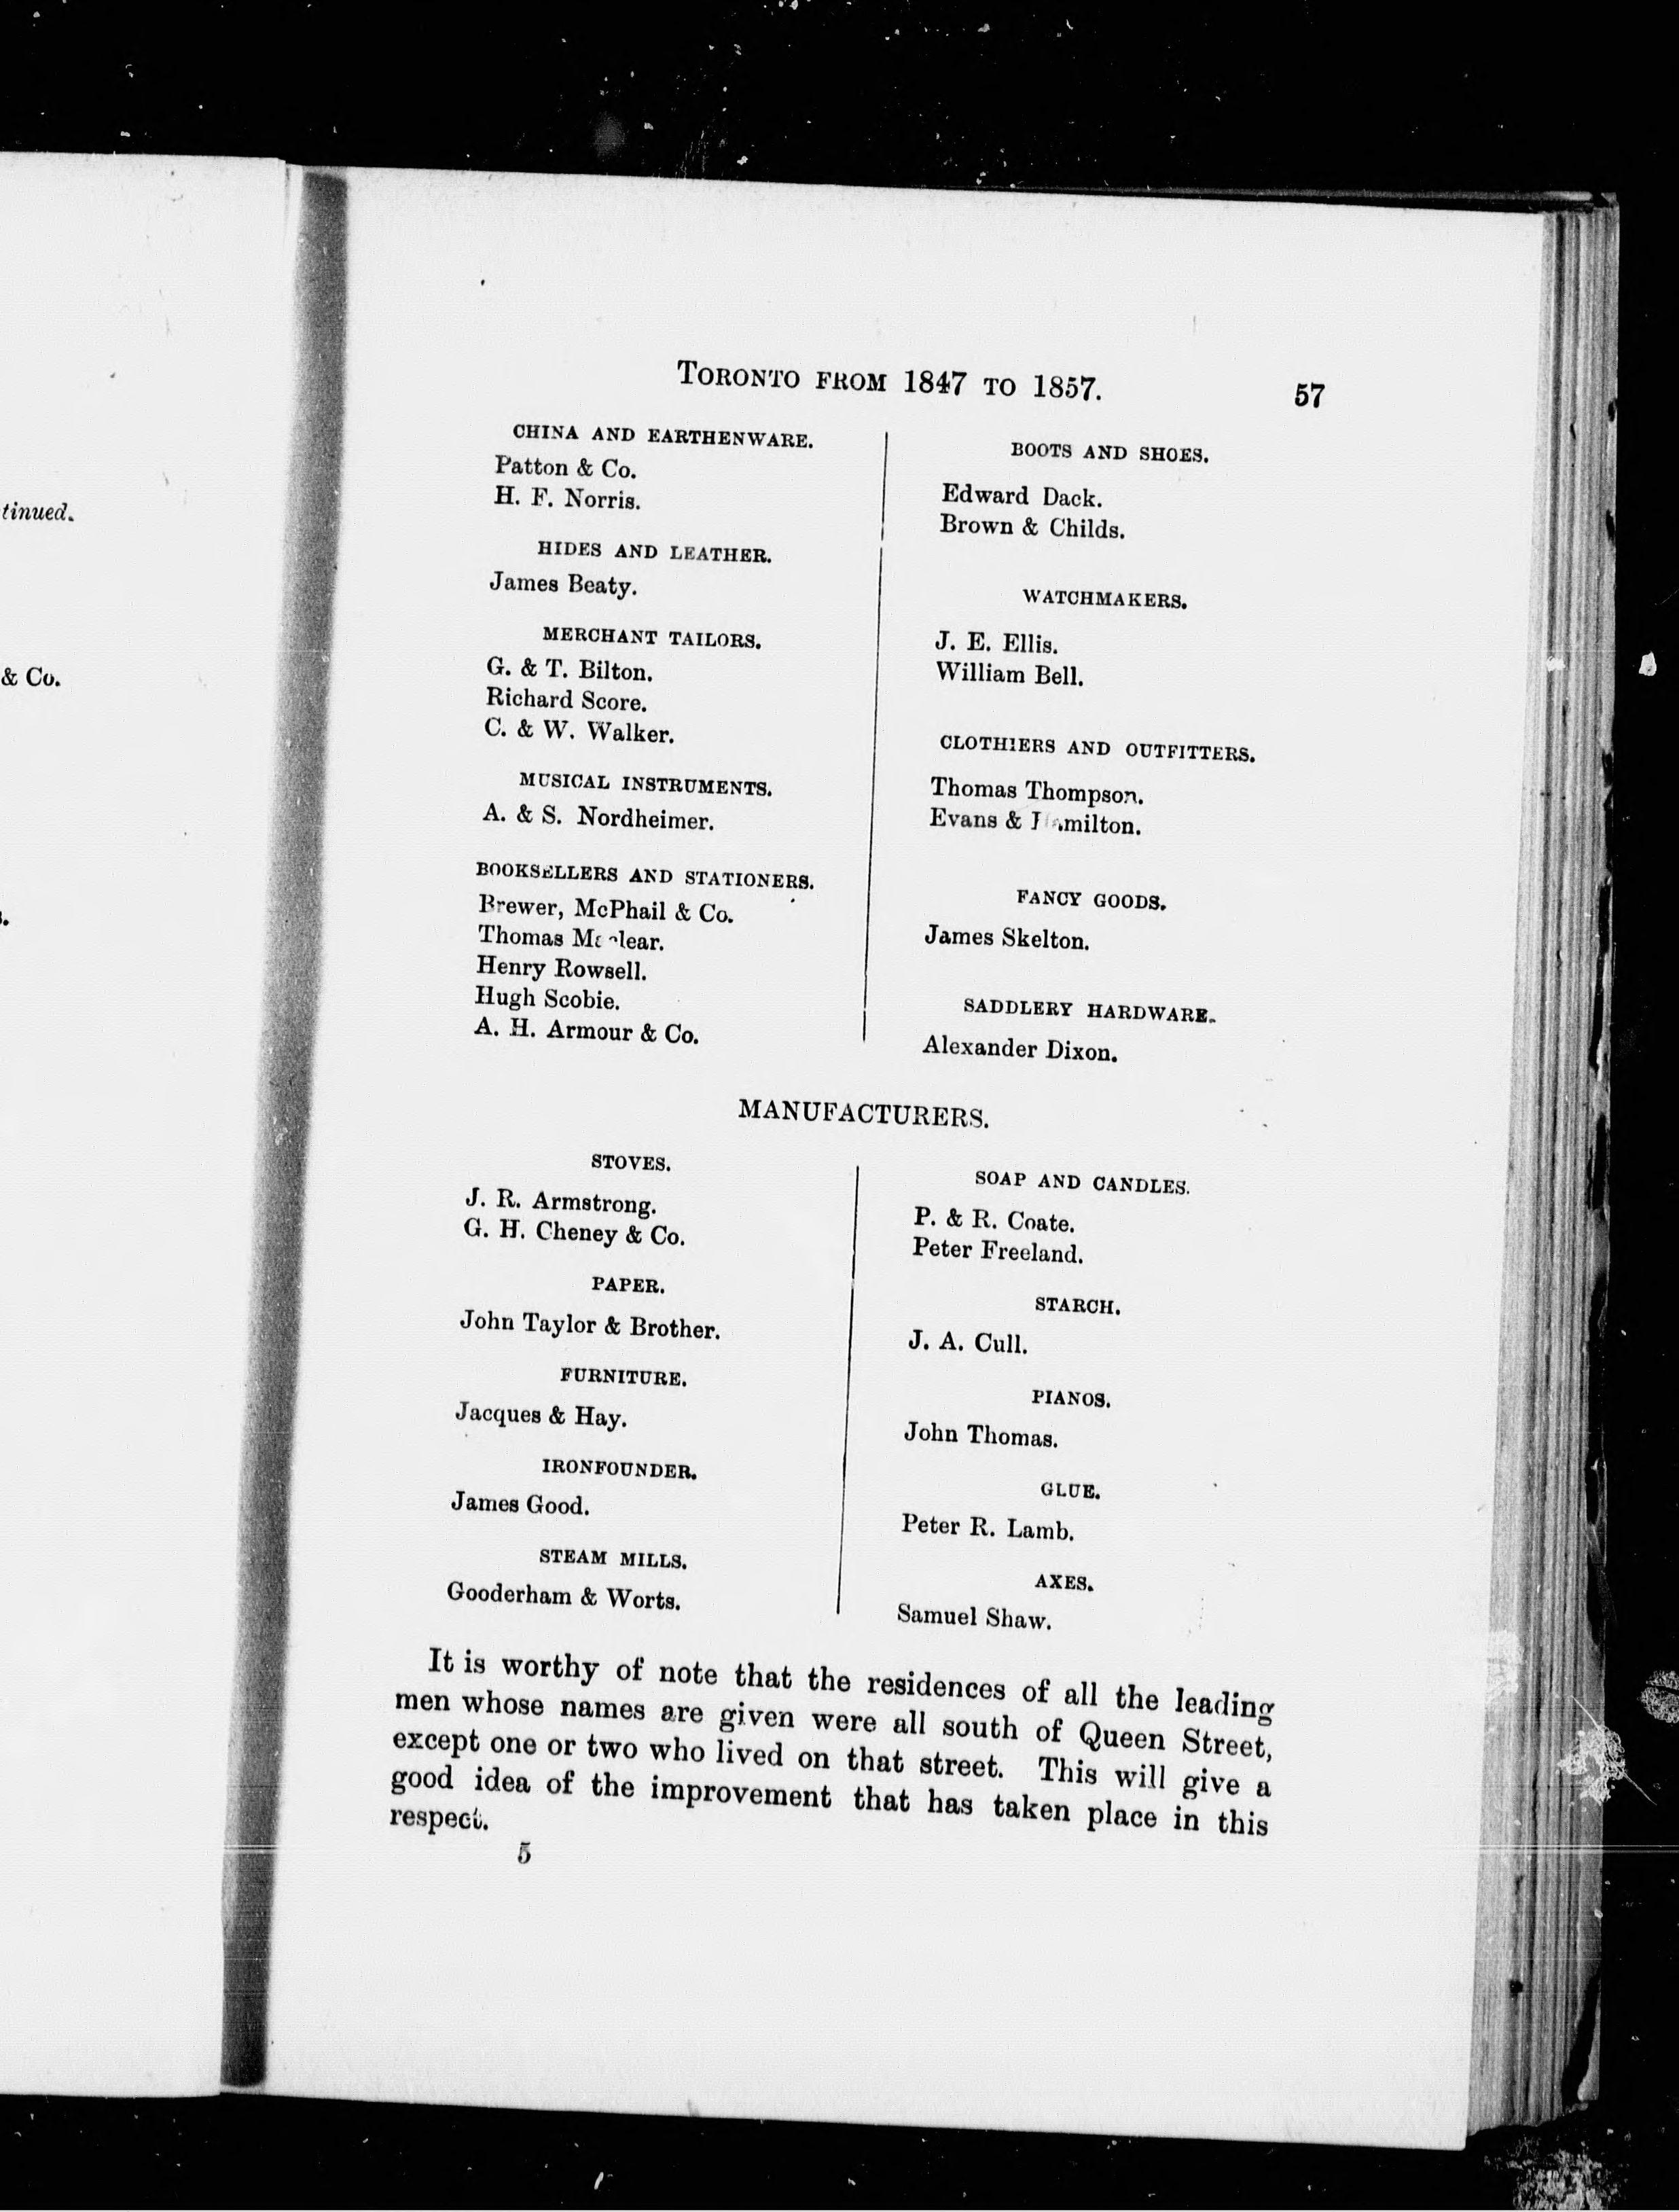 tinued.
& Co.
TORONTO FROM 1847 TO 1857. 57
CHINA AND EARTHENWARE.
Patton & Co.
H. F. Norris.
HIDES AND LEATHER.
James Beaty.
MERCHANT TAILORS.
G. & T. Bilton.
Richard Score.
C. & W. Walker.
MUSICAL INSTRUMENTS.
A. & S. Nordheimer.
BOOKSELLERS AND STATIONERS.
Brewer, McPhail & Co.
Thomas
Henry Rowsell.
Hugh Scobie.
A. H. Armour & Co.
BOOTS AND SHOES.
Edward Dack.
Brown & Childs.
WATCHMAKERS.
J. E. Ellis.
William Bell.
CLOTHIERS AND OUTFITTERS.
Thomas Thompson.
Evans & Hamilton.
FANCY GOODS.
James Skelton.
SADDLERY HARDWARE.
Alexander Dixon.
MANUFACTURERS.
STOVES.
J. R. Armstrong.
G. H. Cheney & Co.
PAPER.
John Taylor & Brother.
FURNITURE.
Jacques & Hay.
IRONFOUNDER.
James Good.
STEAM MILLS.
Gooderham & Worts.
SOAP AND CANDLES.
P. & R. Coate.
Peter Freeland.
STARCH.
J. A. Cull.
PIANOS.
John Thomas.
GLUE.
Peter R. Lamb.
AXES.
Samuel Shaw.
It is worthy of note that the residences of all the leading
men whose names are given were all south of Queen Street,
except one or two who lived on that street. This will give a
good idea of the improvement that has taken place in this
respect.
5